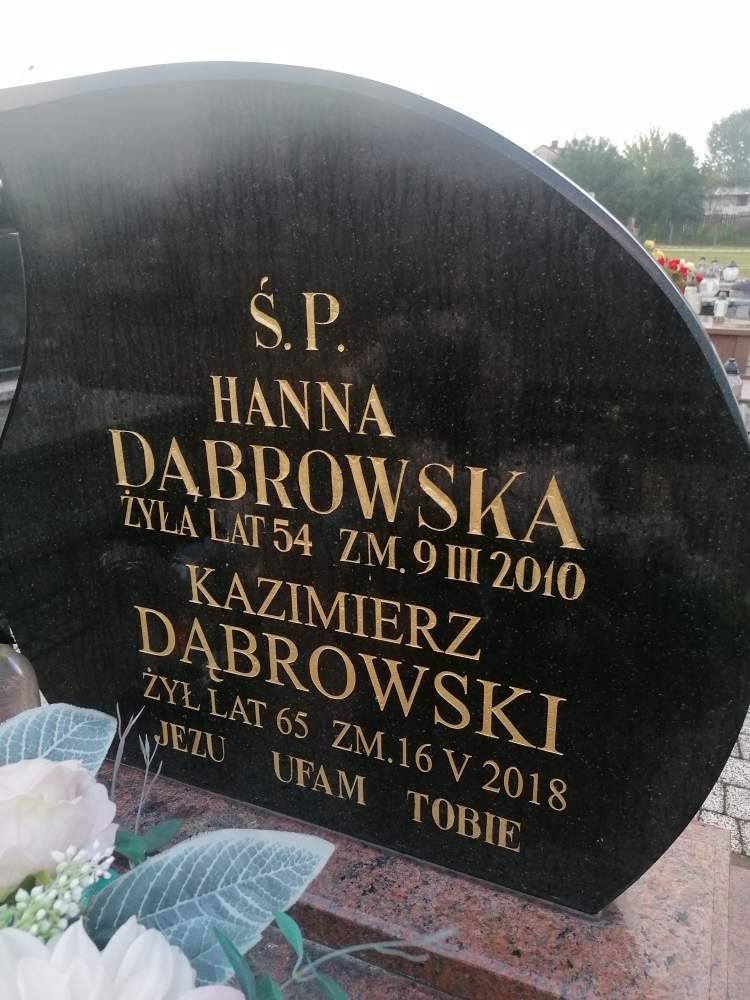 Ś.P.
HANNA
DĄBROWSKA
ŻYŁA LAT 54 ZM. 9 III 2010
KAZIMIERZ
DĄBROWSKI
ŻYŁ LAT 65 ZM. 16 V 2018
JEZU UFAM TOBIE